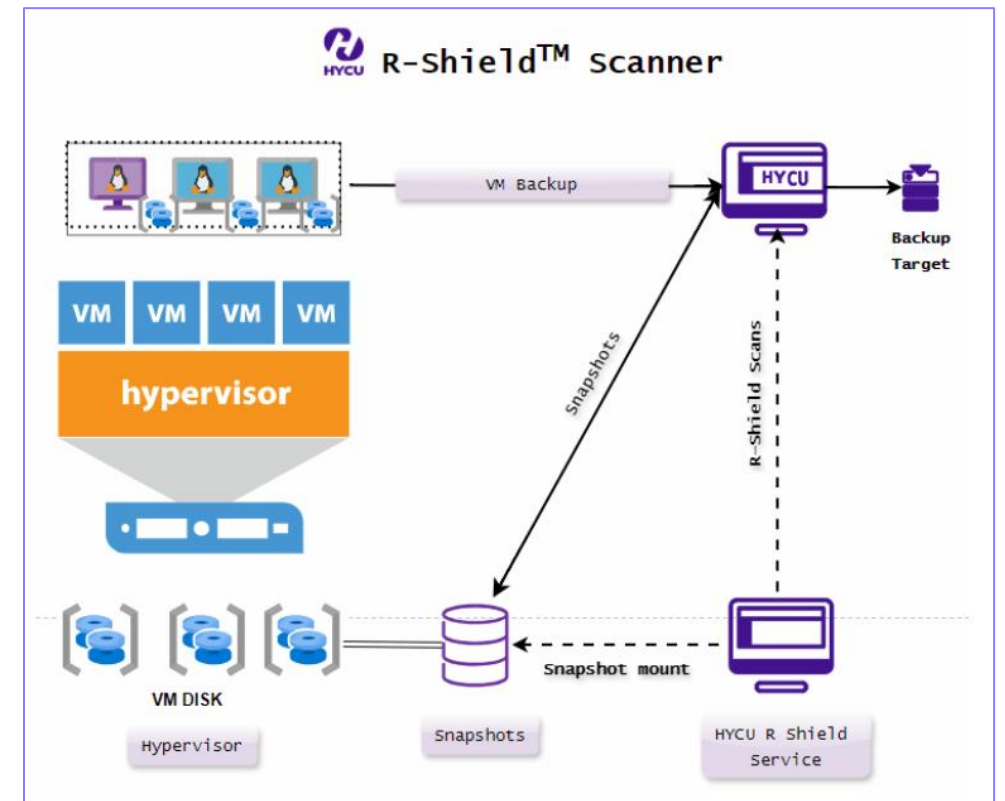 HYCU
R-Shield™ Scanner
VM Backup
HYCU
Backup
Target
VM VM VM VM
hypervisor
Snapshots
R-Shield Scans
Snapshot mount
VM DISK
Hypervisor
Snapshots
HYCU R Shield
Service